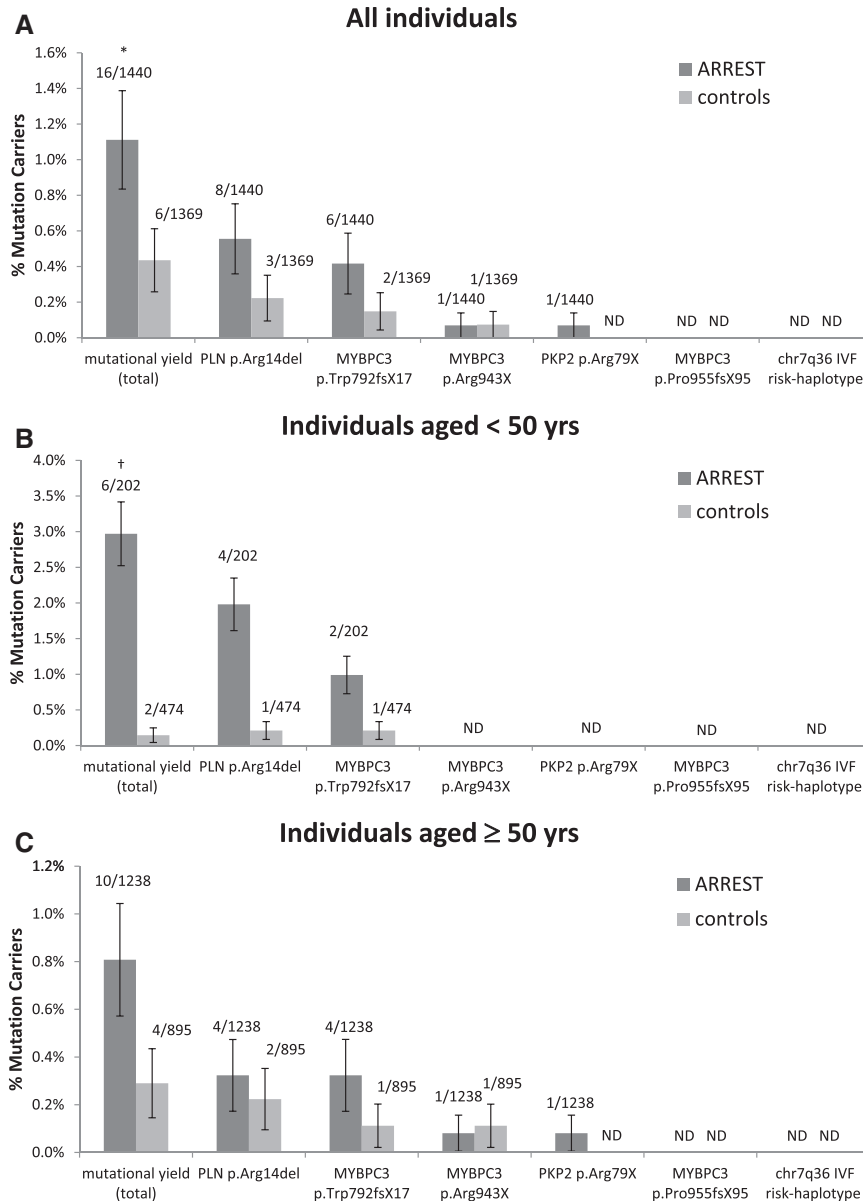 A
All individuals
1.6%
1.4%
1.2%
1.0%
0.8%
0.6%
0.4%
0.2%
0.0%
% Mutation Carriers
*
16/1440
6/1369
8/1440
3/1369
6/1440
2/1369
1/1440
1/1369
1/1440
ND
ND ND
ND ND
ARREST
controls
mutational yield (total)
PLN p.Arg14del
MYBPC3
p.Trp792fsX17
MYBPC3
p.Arg943X
PKP2 p.Arg79X
MYBPC3
p.Pro955fsX95
chr7q36 IVF
risk-haplotype
B
Individuals aged < 50 yrs
4.0%
3.5%
3.0%
2.5%
2.0%
1.5%
1.0%
0.5%
0.0%
% Mutation Carriers
†
6/202
2/474
4/202
1/474
2/202
1/474
ND
ND
ND
ND
ARREST
controls
mutational yield
(total)
PLN p.Arg14del
MYBPC3
p.Trp792fsX17
MYBPC3
p.Arg943X
PKP2 p.Arg79X
MYBPC3
p.Pro955fsX95
chr7q36 IVF
risk-haplotype
C
Individuals aged ≥ 50 yrs
1.2%
1.0%
0.8%
0.6%
0.4%
0.2%
0.0%
% Mutation Carriers
10/1238
4/895
4/1238
2/895
4/1238
1/895
1/1238
1/895
1/1238
ND
ND ND
ND ND
ARREST
controls
mutational yield
(total)
PLN p.Arg14del
MYBPC3
p.Trp792fsX17
MYBPC3
p.Arg943X
PKP2 p.Arg79X
MYBPC3
p.Pro955fsX95
chr7q36 IVF
risk-haplotype